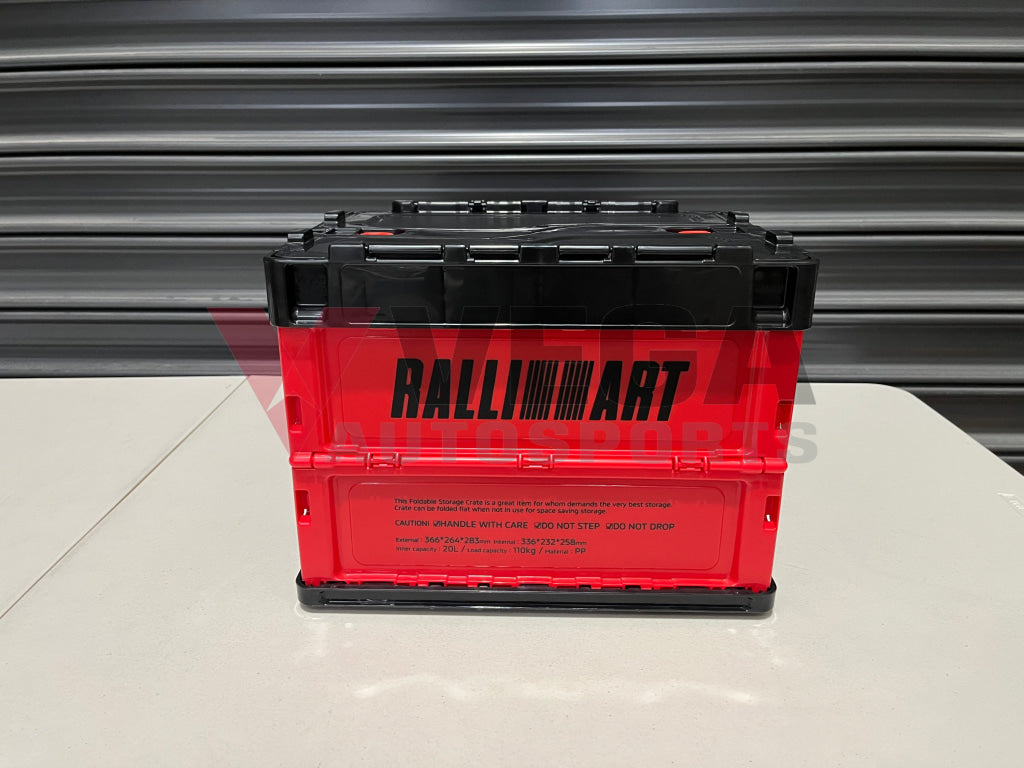 RALLI ART
VEGA
AUTOSPORTS
This Foldable Storage Crate is a great item for whom demands the very best storage.
Crate can be folded flat when not in use for space saving storage.
CAUTION: ☑HANDLE WITH CARE ☑DO NOT STEP ☑DO NOT DROP
External : 366*264*283mm Internal : 336*232*258mm
Inner capacity : 20L / Load capacity : 110kg / Material : PP